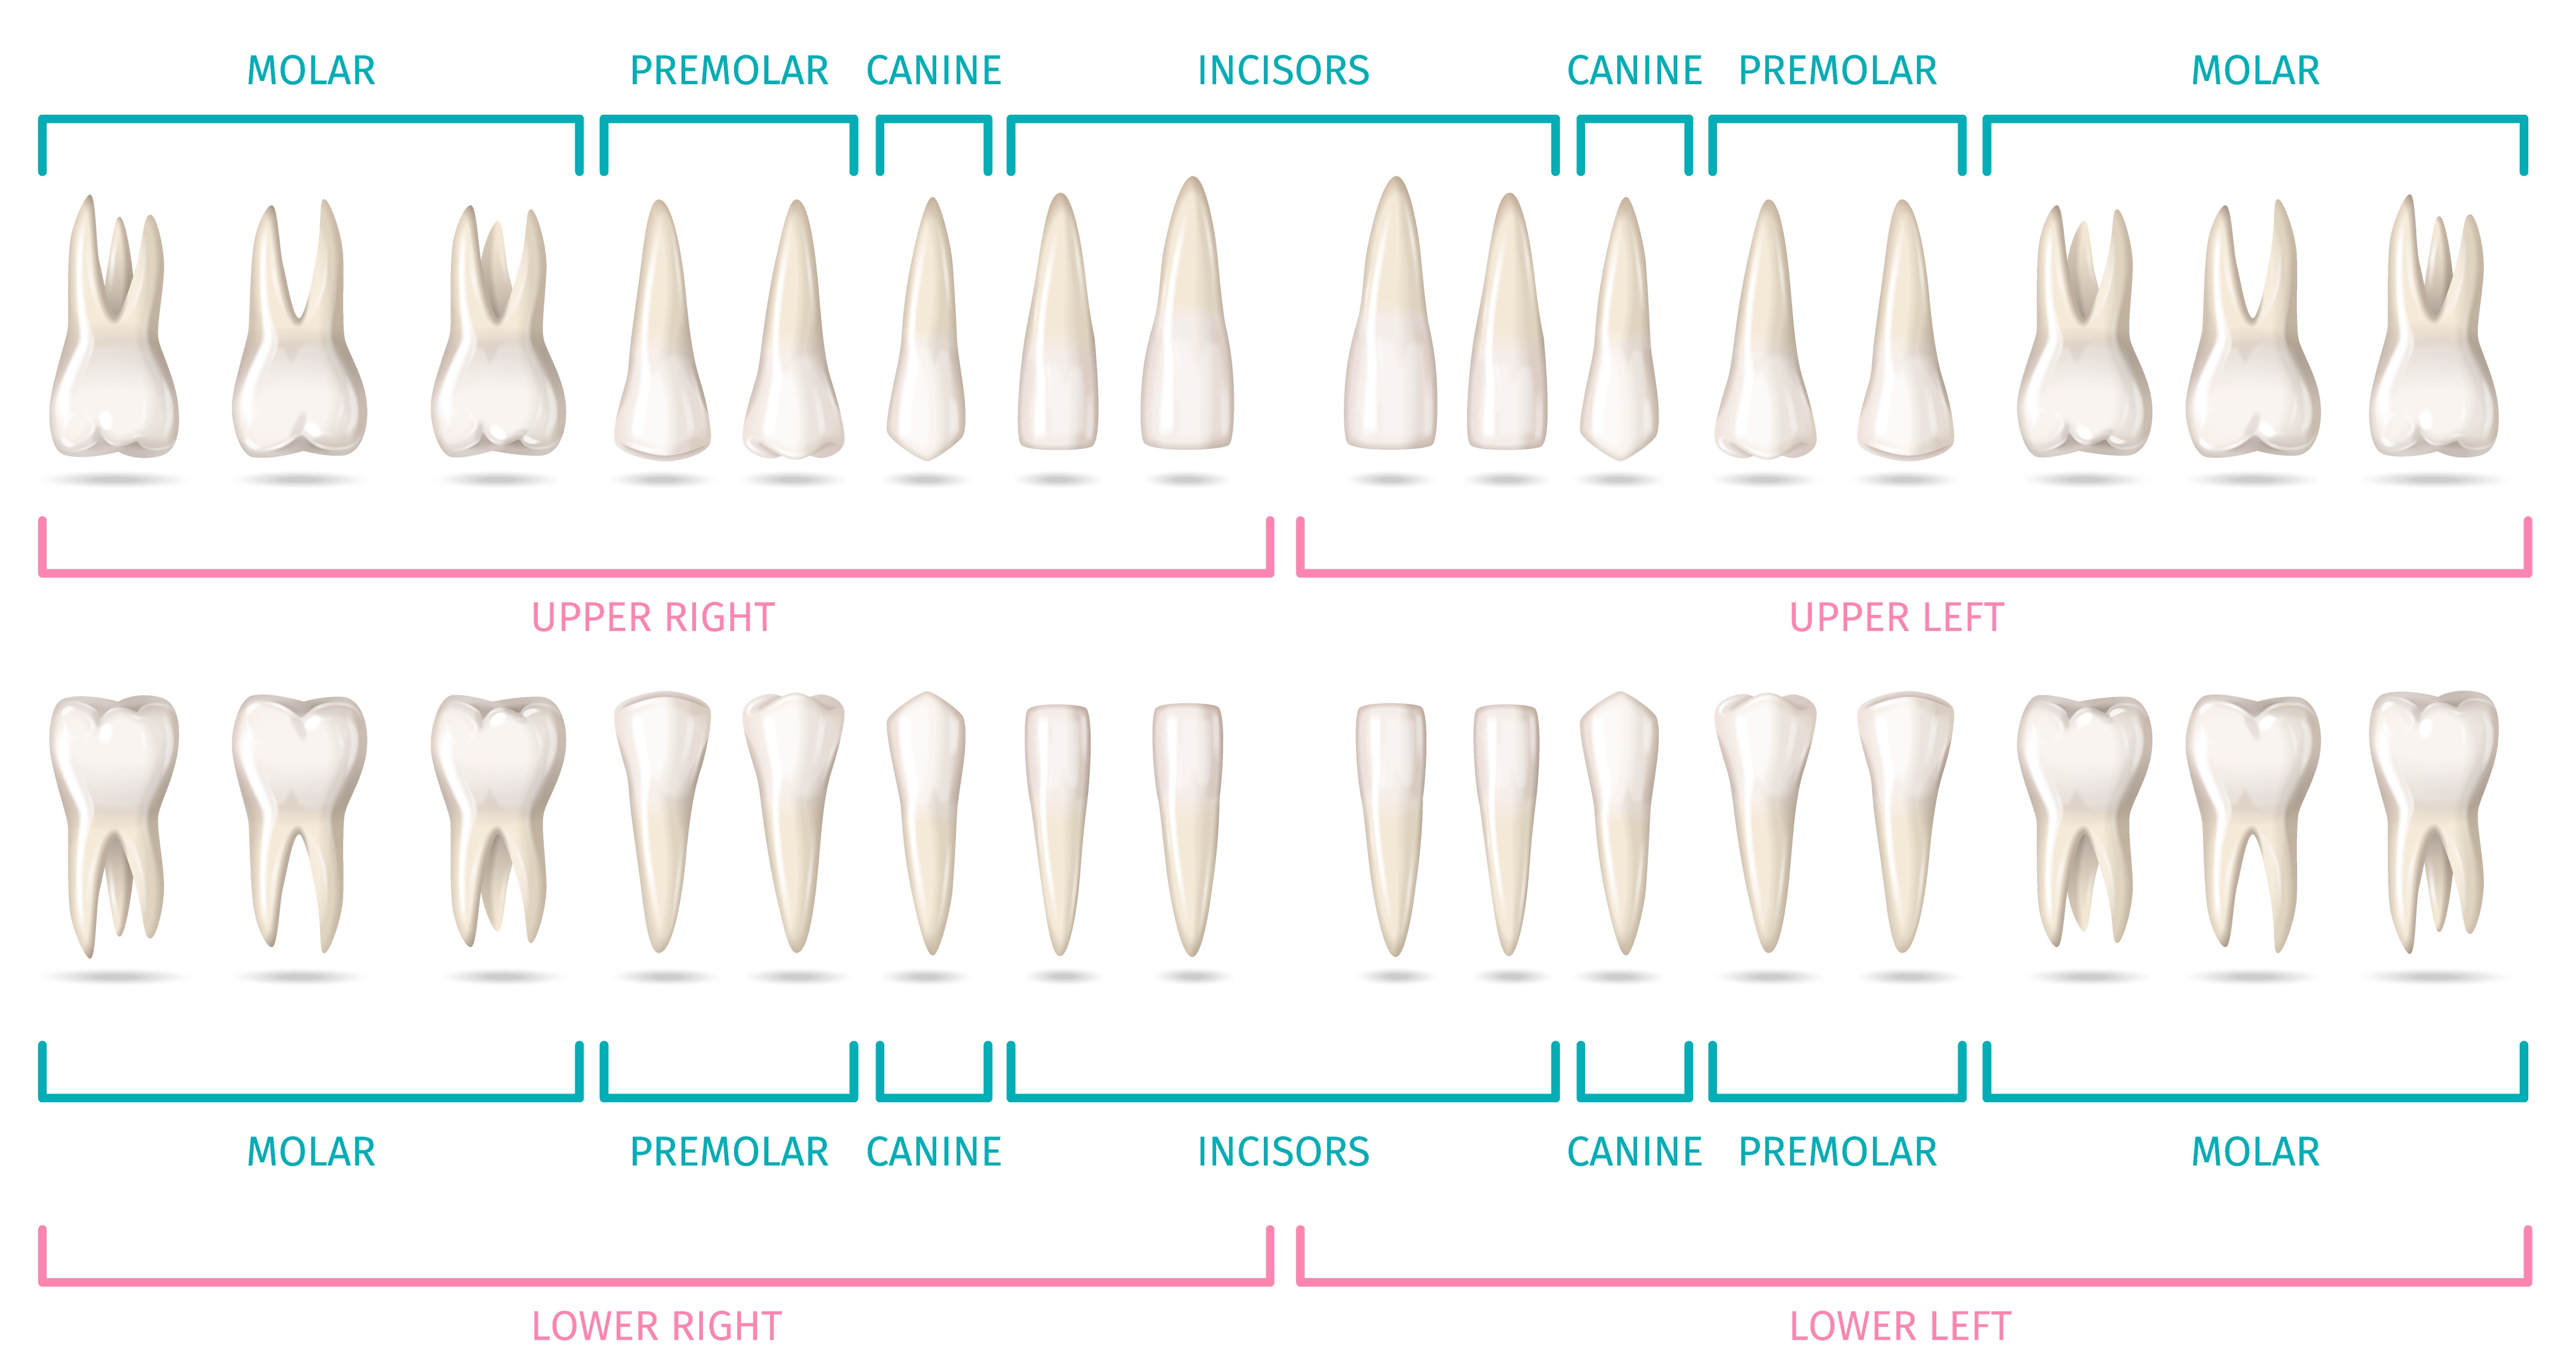 MOLAR PREMOLAR CANINE INCISORS CANINE PREMOLAR MOLAR
UPPER RIGHT UPPER LEFT
MOLAR PREMOLAR CANINE INCISORS CANINE PREMOLAR MOLAR
LOWER RIGHT LOWER LEFT